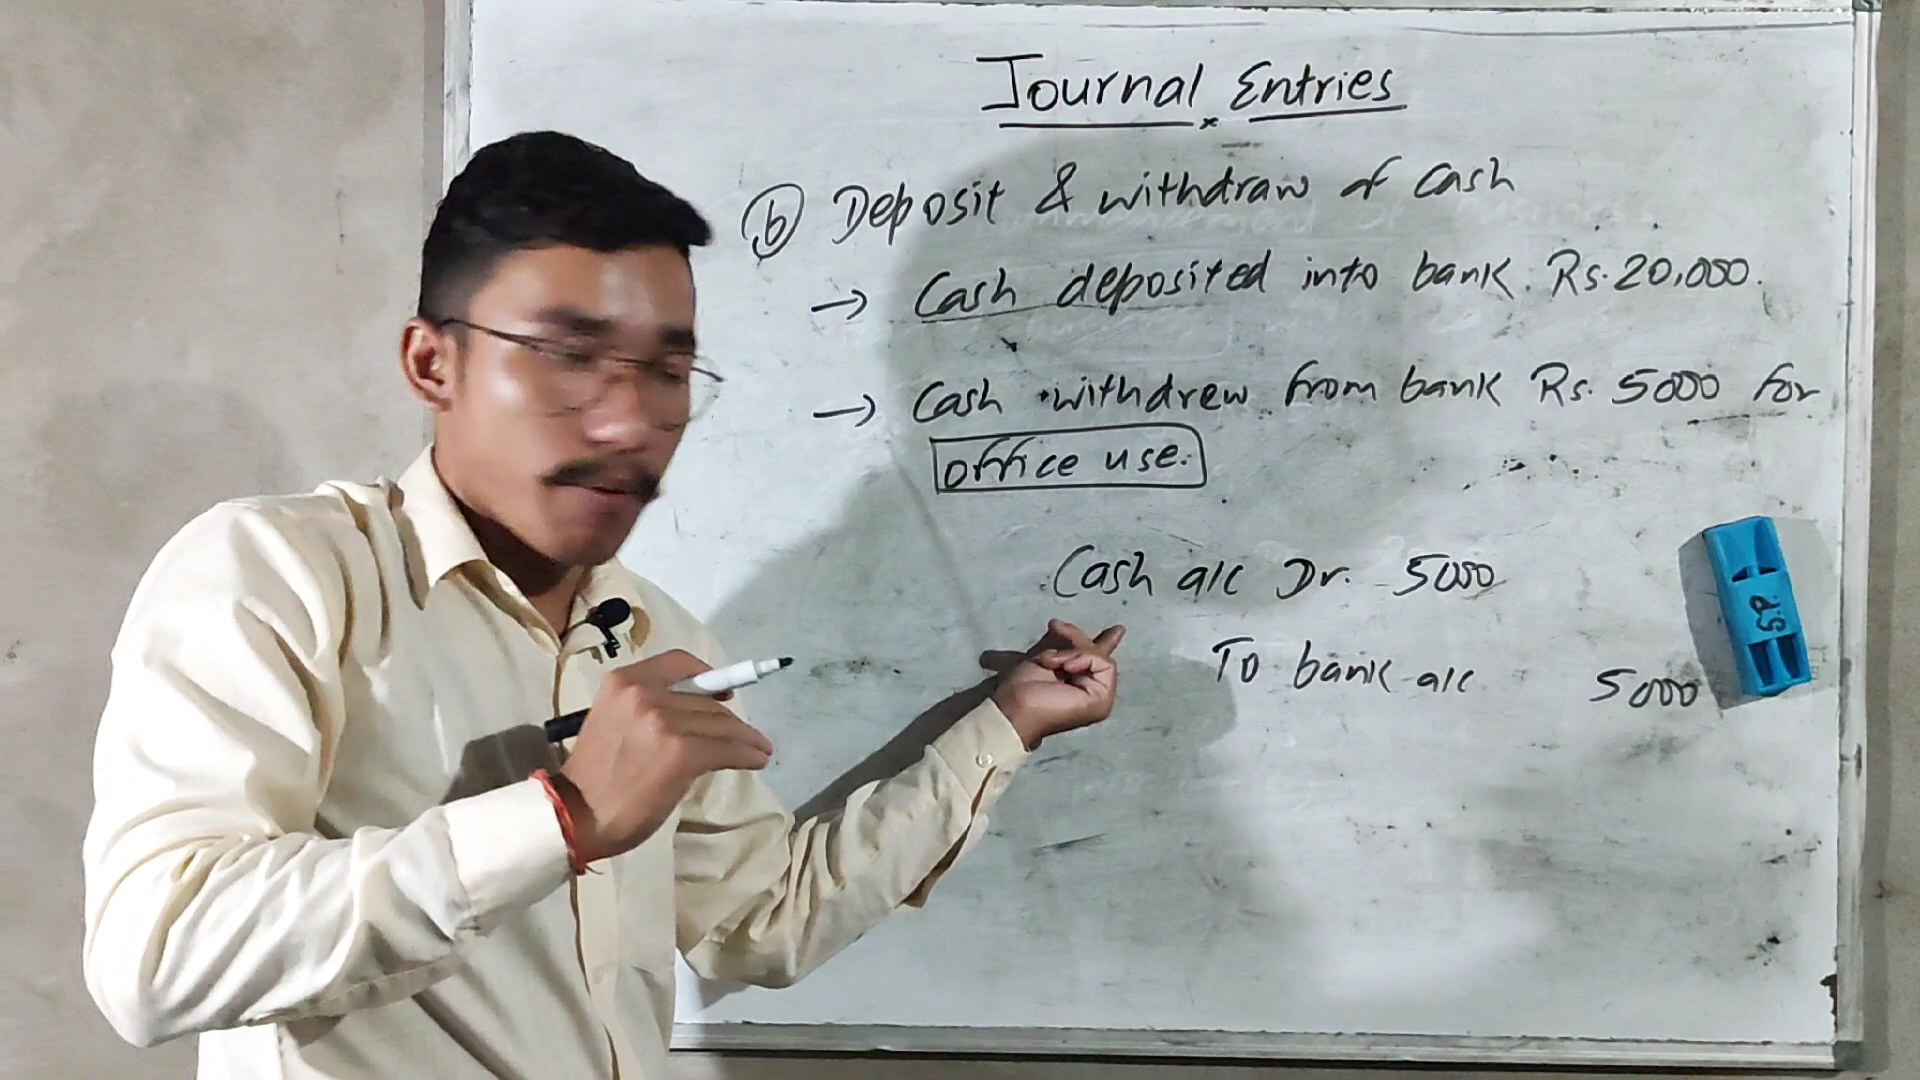 Journal Entries
(b) Deposit & withdraw of cash
→ Cash deposited into bank. Rs. 20,000.
→ Cash withdrew from bank Rs. 5000 for
office use.
Cash a/c Dr. 5000
To bank a/c 5000
S.P.